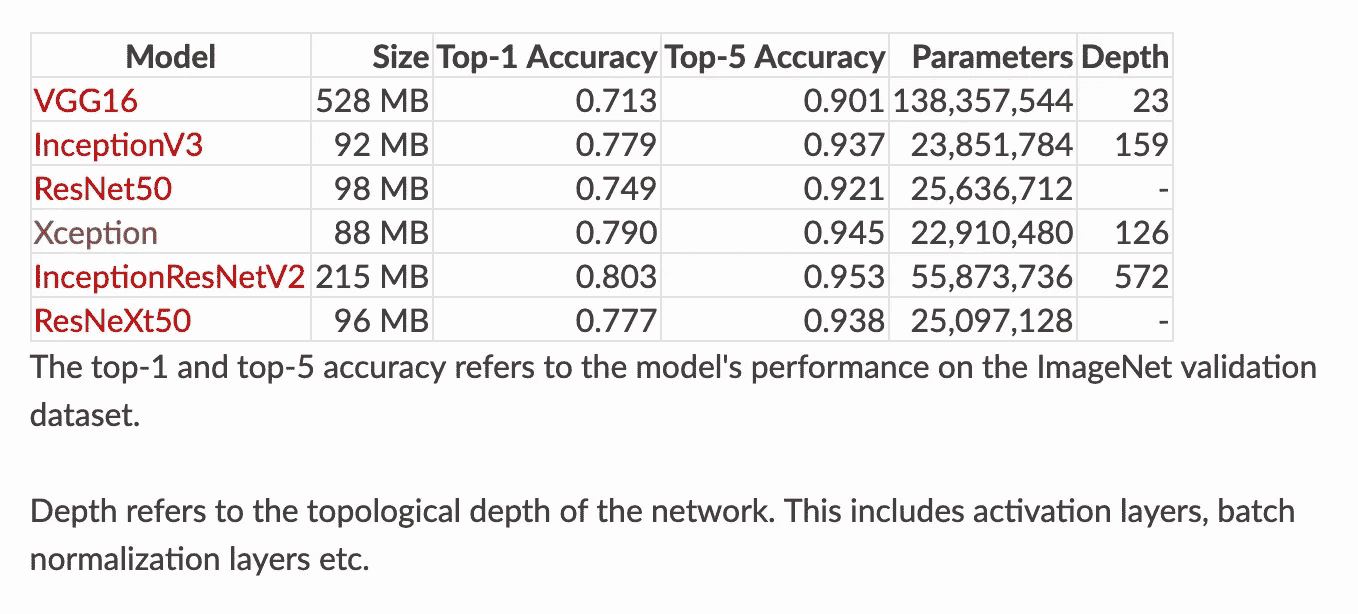 Model Size Top-1 Accuracy Top-5 Accuracy Parameters Depth
VGG16 528 MB 0.713 0.901 138,357,544 23
InceptionV3 92 MB 0.779 0.937 23,851,784 159
ResNet50 98 MB 0.749 0.921 25,636,712 -
Xception 88 MB 0.790 0.945 22,910,480 126
InceptionResNetV2 215 MB 0.803 0.953 55,873,736 572
ResNeXt50 96 MB 0.777 0.938 25,097,128 -
The top-1 and top-5 accuracy refers to the model's performance on the ImageNet validation
dataset.
Depth refers to the topological depth of the network. This includes activation layers, batch
normalization layers etc.